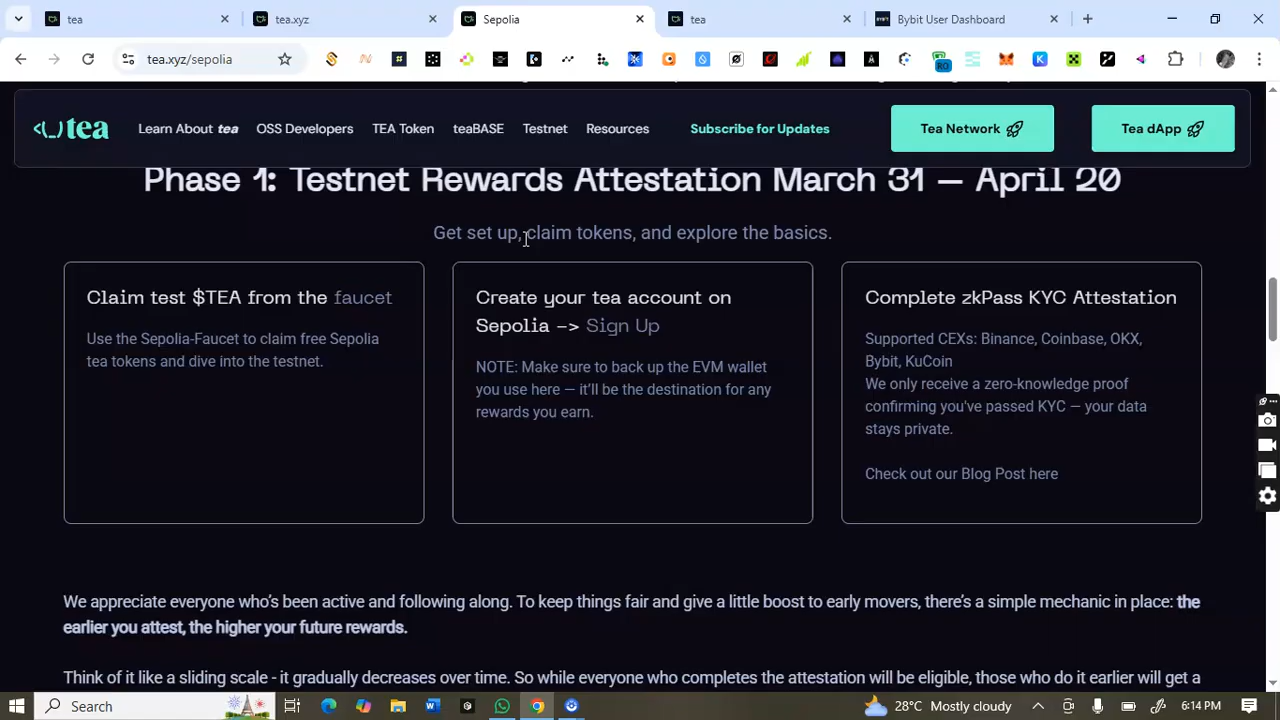 tea
tea.xyz
Sepolia
tea
Bybit User Dashboard
tea.xyz/sepolia
tea
Learn About tea
OSS Developers
TEA Token
teaBASE
Testnet
Resources
Subscribe for Updates
Tea Network
Tea dApp
Phase 1: Testnet Rewards Attestation March 31 – April 20
Get set up, claim tokens, and explore the basics.
Claim test $TEA from the faucet
Use the Sepolia-Faucet to claim free Sepolia
tea tokens and dive into the testnet.
Create your tea account on
Sepolia -> Sign Up
NOTE: Make sure to back up the EVM wallet
you use here — it'll be the destination for any
rewards you earn.
Complete zkPass KYC Attestation
Supported CEXs: Binance, Coinbase, OKX,
Bybit, KuCoin
We only receive a zero-knowledge proof
confirming you've passed KYC — your data
stays private.
Check out our Blog Post here
We appreciate everyone who's been active and following along. To keep things fair and give a little boost to early movers, there's a simple mechanic in place: the
earlier you attest, the higher your future rewards.
Think of it like a sliding scale - it gradually decreases over time. So while everyone who completes the attestation will be eligible, those who do it earlier will get a
Search
28°C Mostly cloudy
6:14 PM